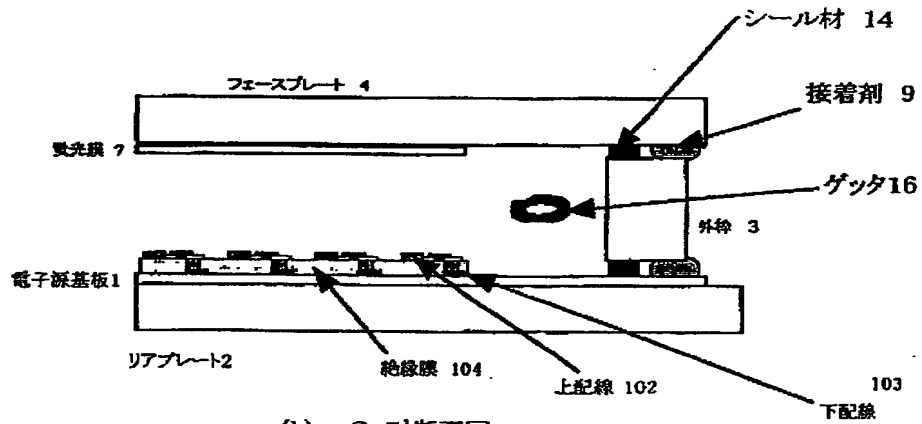 シール材 14
フェースプレート 4
接着剤 9
蛍光膜 7
ゲッタ16
外枠 3
電子源基板1
リアプレート2
絶縁膜 104
上配線 102
103
下配線